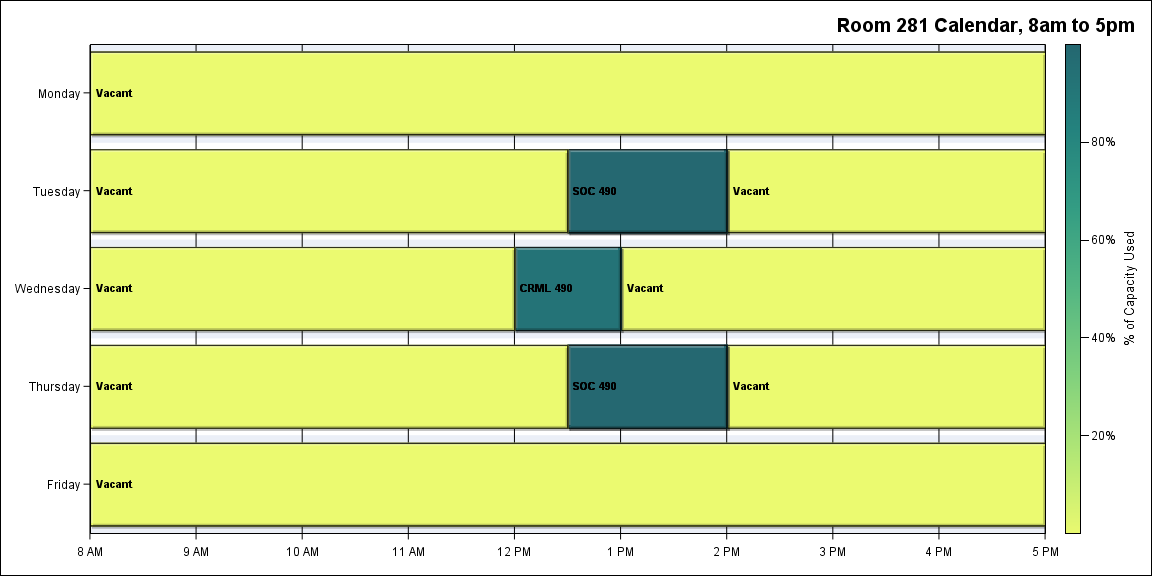 Room 281 Calendar, 8am to 5pm
Monday
Vacant
Tuesday
Vacant
SOC 490
Vacant
Wednesday
Vacant
CRML 490
Vacant
Thursday
Vacant
SOC 490
Vacant
Friday
Vacant
8 AM
9 AM
10 AM
11 AM
12 PM
1 PM
2 PM
3 PM
4 PM
5 PM
80%
60%
40%
20%
% of Capacity Used